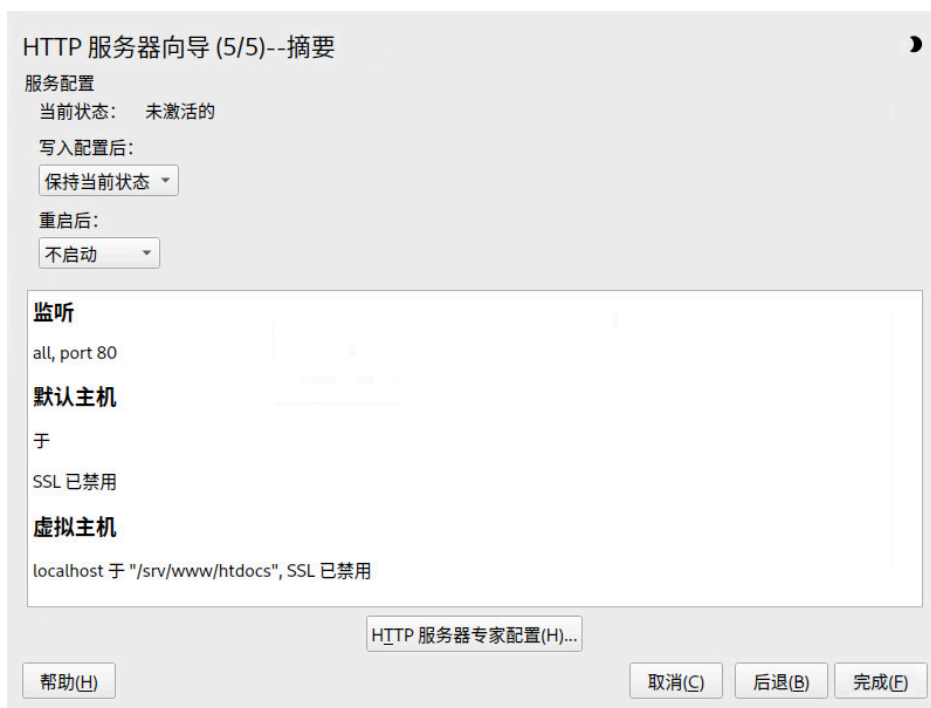 HTTP 服务器向导 (5/5)--摘要
服务配置
当前状态： 未激活的
写入配置后：
保持当前状态
重启后：
不启动
监听
all, port 80
默认主机
于
SSL 已禁用
虚拟主机
localhost 于 "/srv/www/htdocs", SSL 已禁用
HTTP 服务器专家配置(H)...
帮助(H) 取消(C) 后退(B) 完成(F)